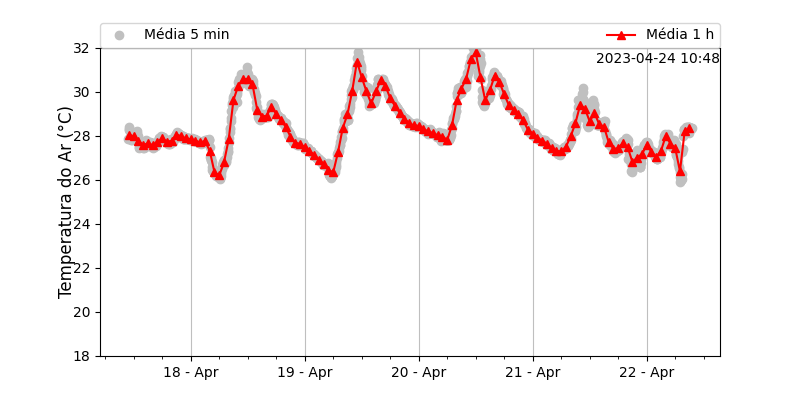 Média 5 min
Média 1 h
2023-04-24 10:48
Temperatura do Ar (°C)
32
30
28
26
24
22
20
18
18 - Apr
19 - Apr
20 - Apr
21 - Apr
22 - Apr